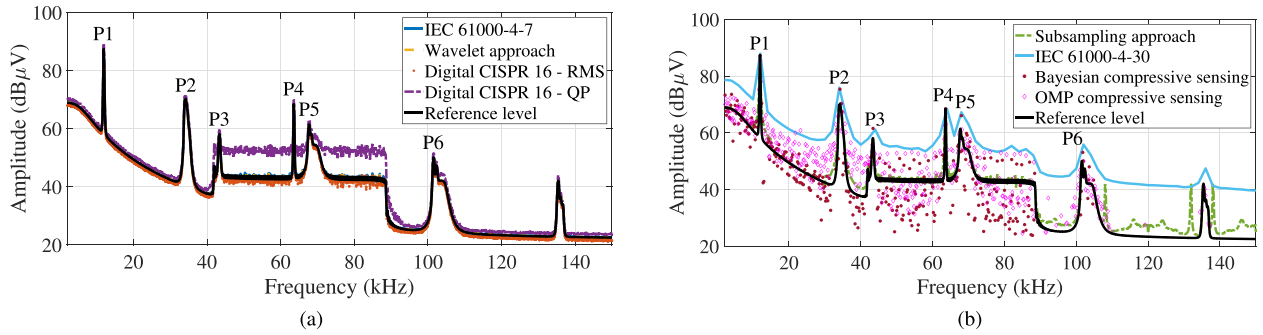 100
80
60
40
20
Amplitude (dBμV)
P1
P2
P3
P4
P5
P6
IEC 61000-4-7
Wavelet approach
Digital CISPR 16 - RMS
Digital CISPR 16 - QP
Reference level
20
40
60
80
100
120
140
Frequency (kHz)
(a)
100
80
60
40
20
Amplitude (dBμV)
P1
P2
P3
P4
P5
P6
Subsampling approach
IEC 61000-4-30
Bayesian compressive sensing
OMP compressive sensing
Reference level
20
40
60
80
100
120
140
Frequency (kHz)
(b)